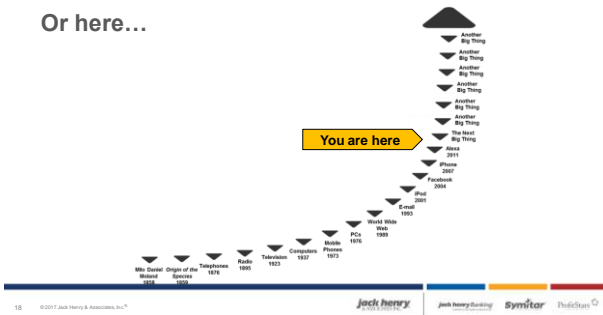 Or here…
Another
Big Thing
Another
Big Thing
Another
Big Thing
Another
Big Thing
Another
Big Thing
Another
Big Thing
The Next
Big Thing
You are here
Alexa
2011
iPhone
2007
Facebook
2004
iPod
2001
E-mail
1993
World Wide
Web
1989
PCs
1976
Mobile
Phones
1973
Computers
1937
Television
1923
Radio
1895
Telephones
1876
Origin of the
Species
1859
Milo Daniel
Moland
1858
18 ©2017 Jack Henry & Associates, Inc.®
jack henry
& ASSOCIATES INC.
jack henry Banking
Symitar
ProfitStars